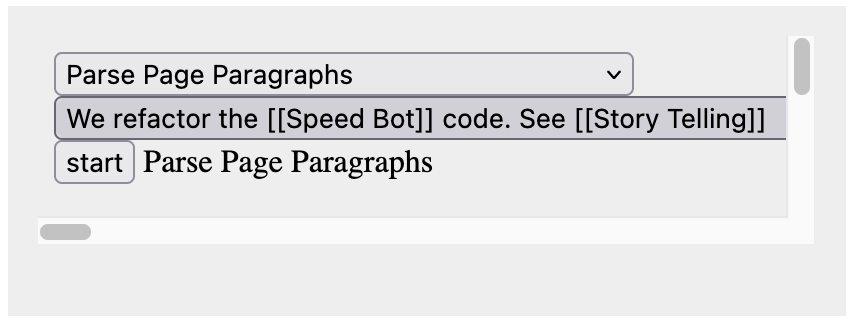 Parse Page Paragraphs
We refactor the [[Speed Bot]] code. See [[Story Telling]]
start Parse Page Paragraphs